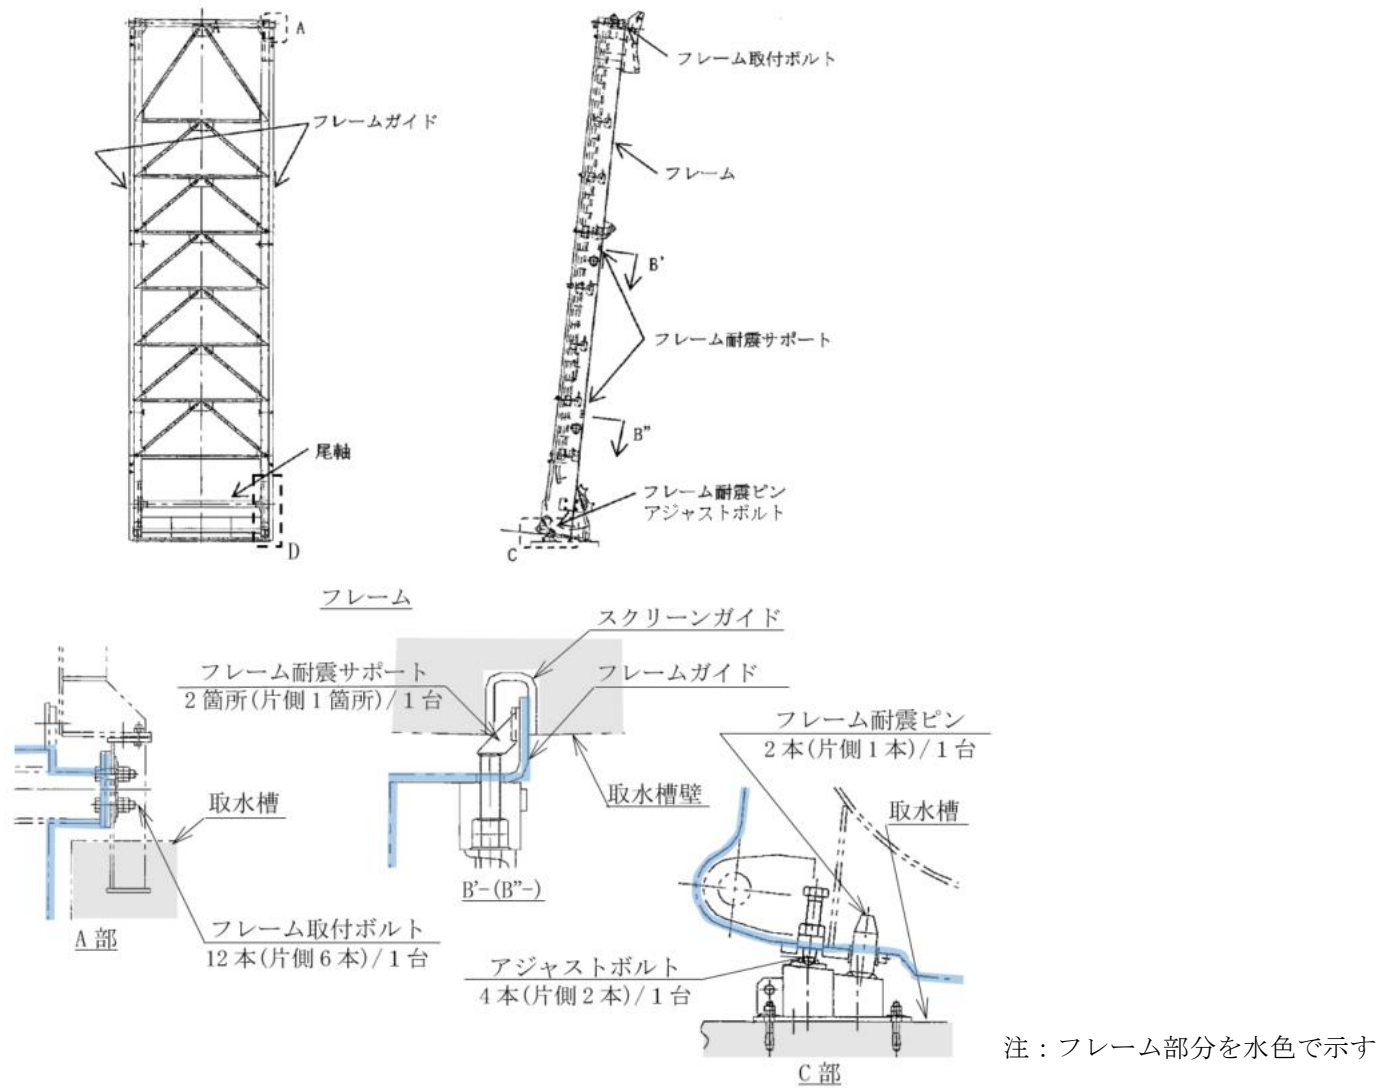 A
フレーム取付ボルト
フレームガイド
フレーム
B’
フレーム耐震サポート
B”
尾軸
フレーム耐震ピン
アジャストボルト
D
C
フレーム
スクリーンガイド
フレーム耐震サポート
2箇所(片側1箇所)/1台
フレームガイド
フレーム耐震ピン
2本(片側1本)/1台
取水槽
取水槽壁
取水槽
B’-(B”-)
フレーム取付ボルト
12本(片側6本)/1台
A部
アジャストボルト
4本(片側2本)/1台
注：フレーム部分を水色で示す
C部